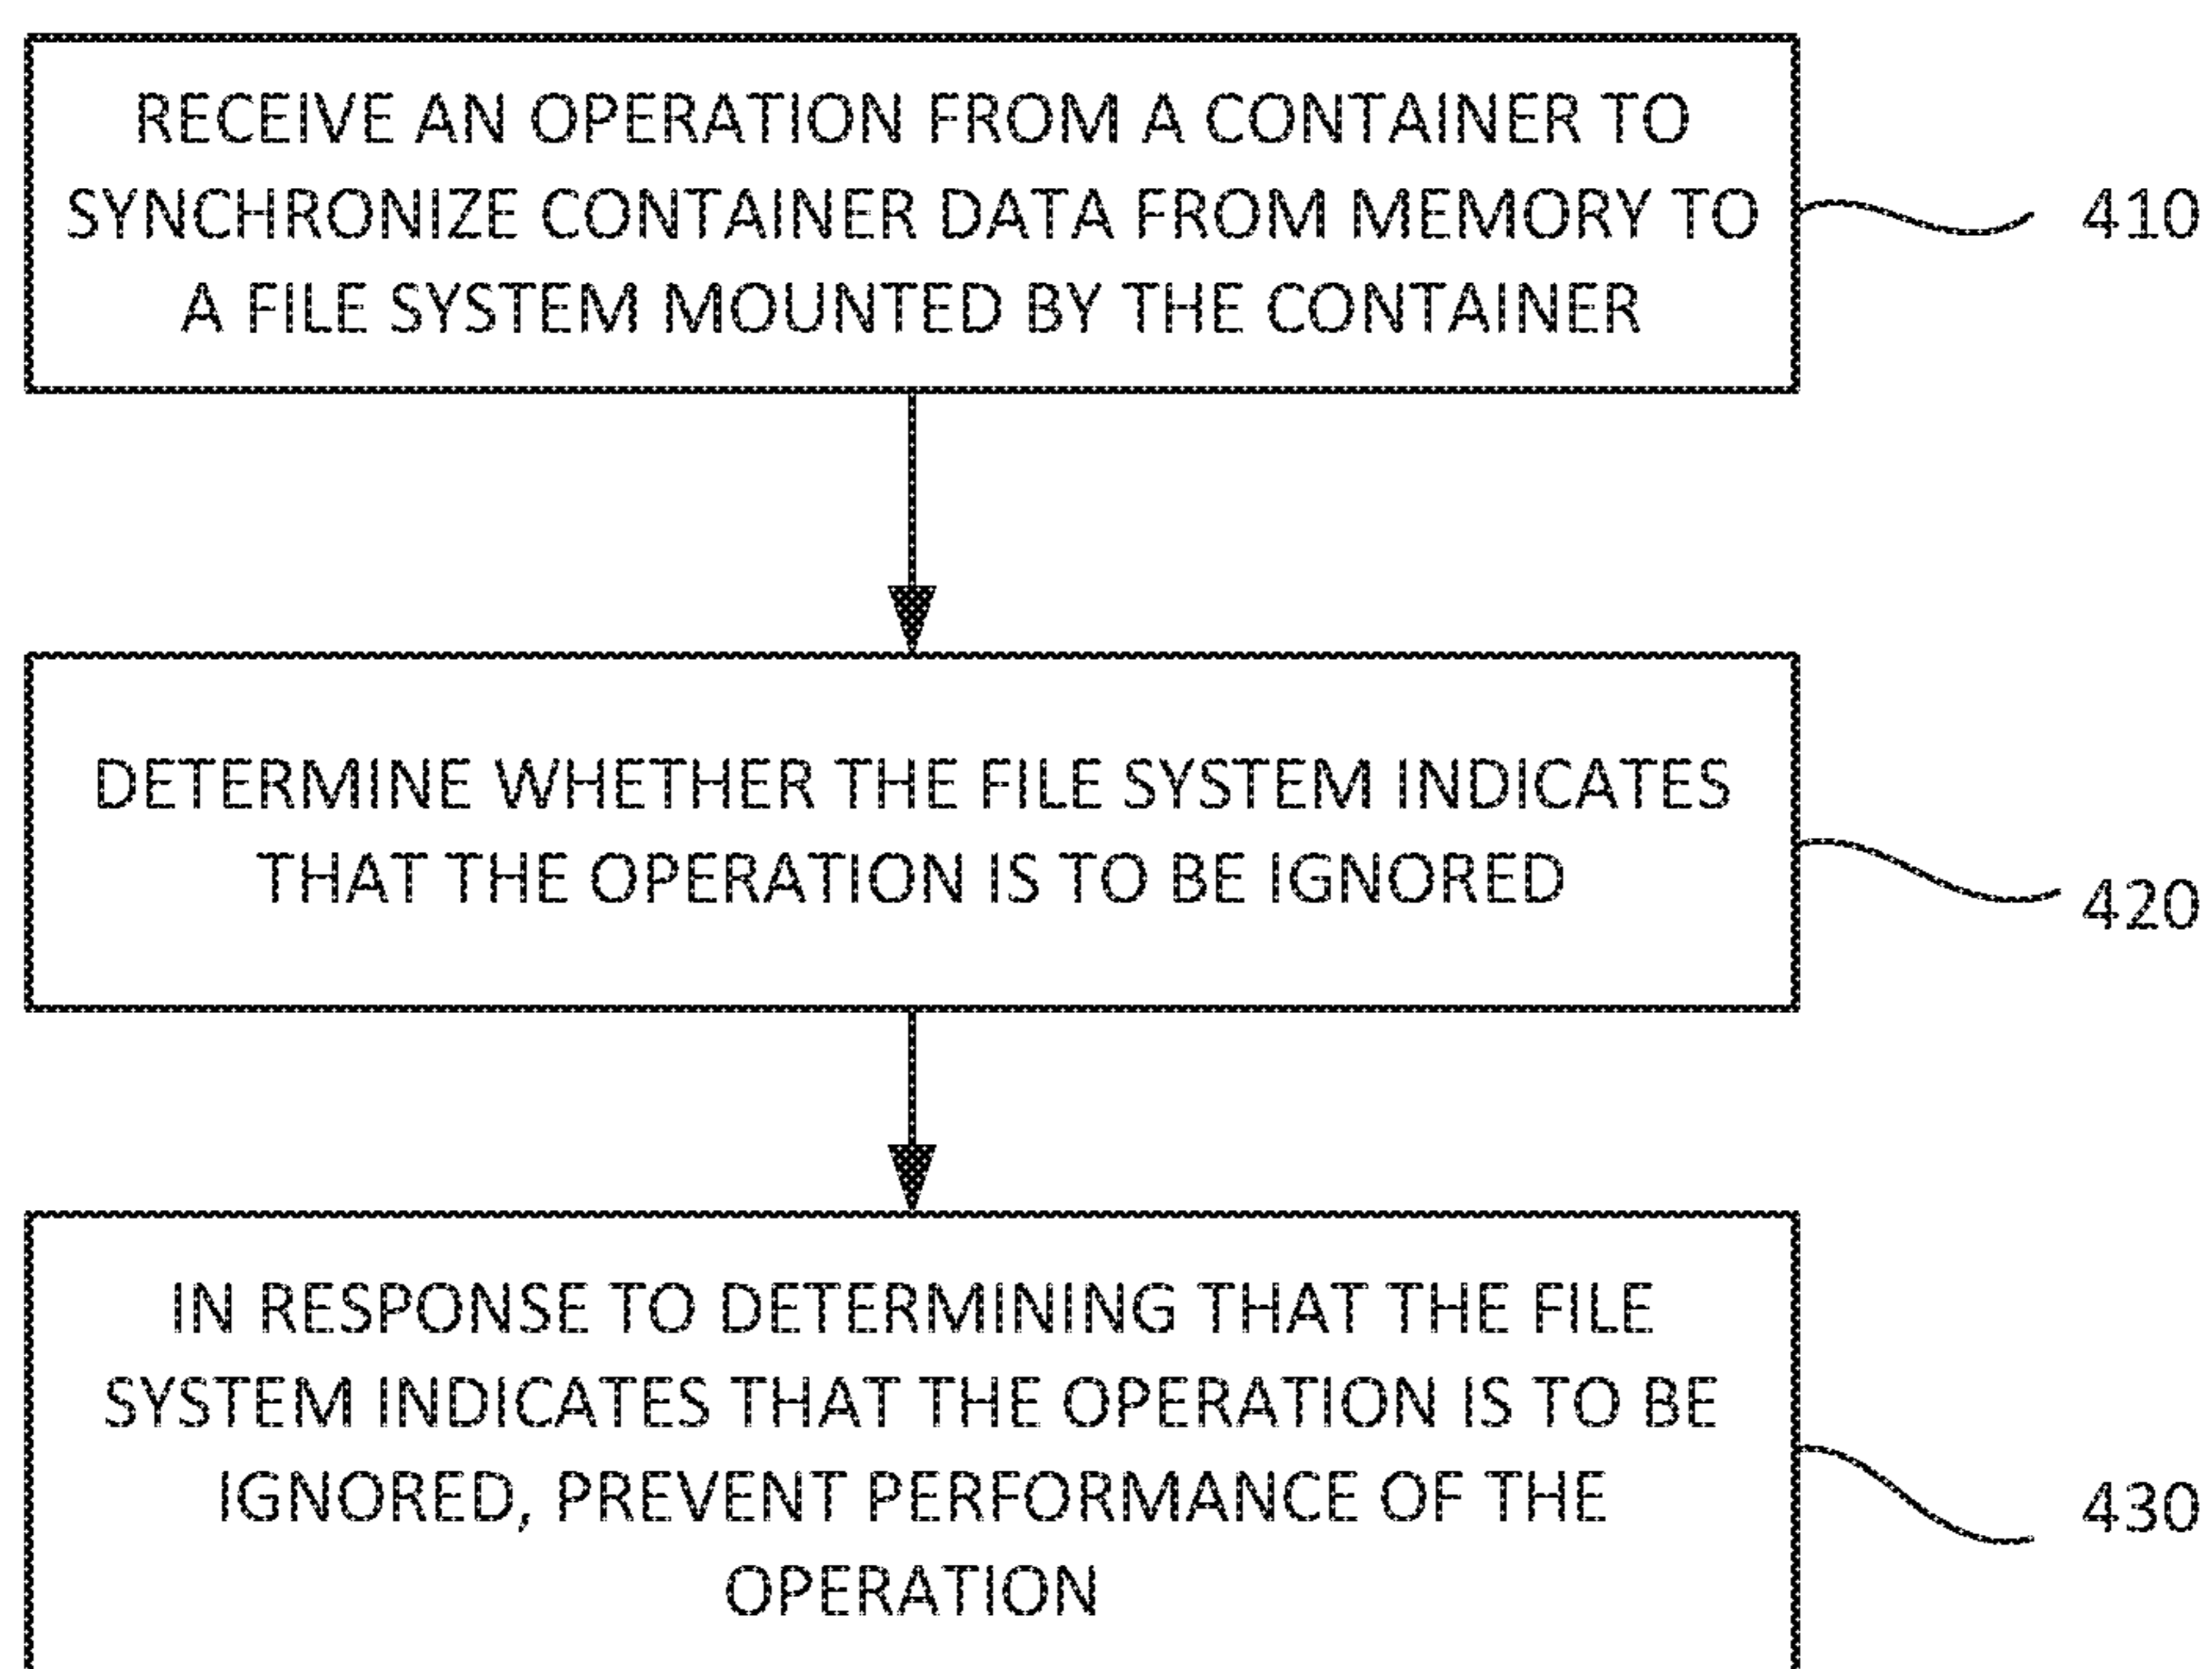 RECEIVE AN OPERATION FROM A CONTAINER TO
SYNCHRONIZE CONTAINER DATA FROM MEMORY TO
A FILE SYSTEM MOUNTED BY THE CONTAINER
410
DETERMINE WHETHER THE FILE SYSTEM INDICATES
THAT THE OPERATION IS TO BE IGNORED
420
IN RESPONSE TO DETERMINING THAT THE FILE
SYSTEM INDICATES THAT THE OPERATION IS TO BE
IGNORED, PREVENT PERFORMANCE OF THE
OPERATION
430